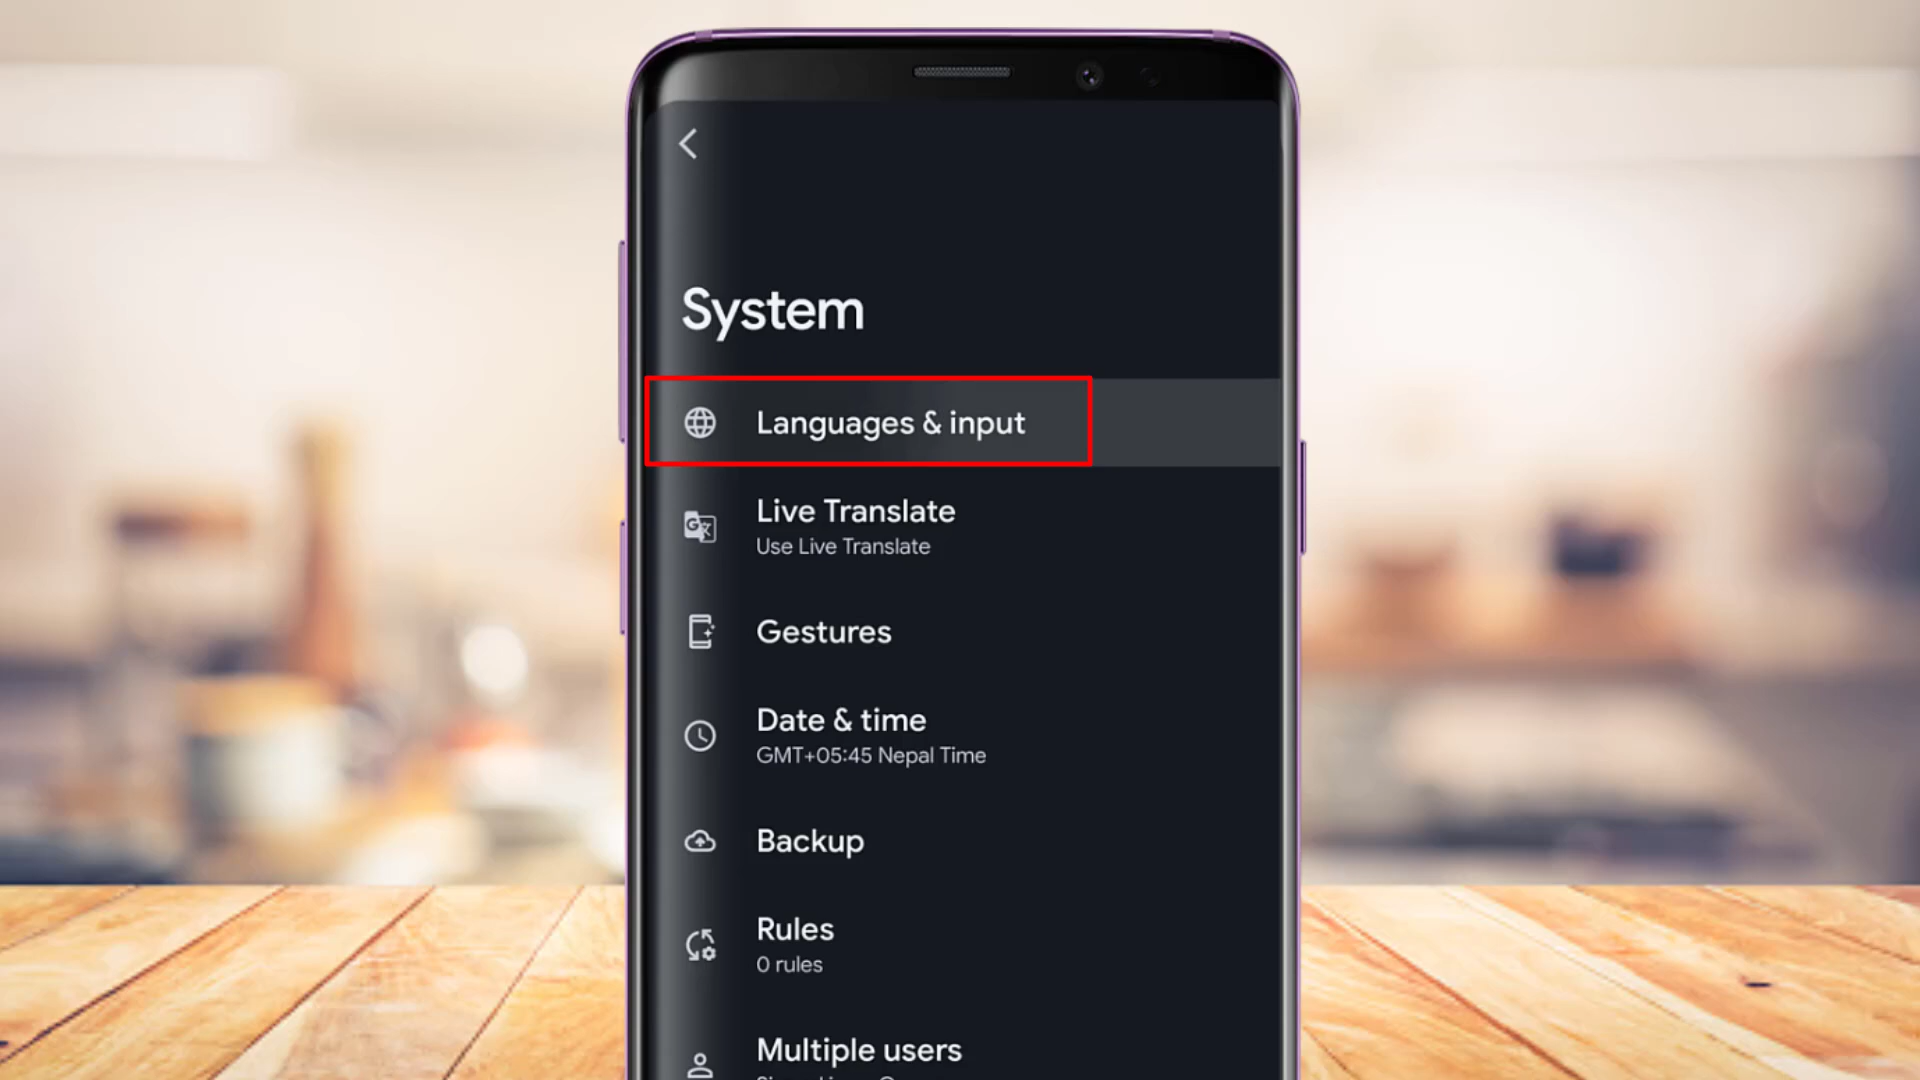 System
Languages & input
Live Translate
Use Live Translate
Gestures
Date & time
GMT+05:45 Nepal Time
Backup
Rules
0 rules
Multiple users